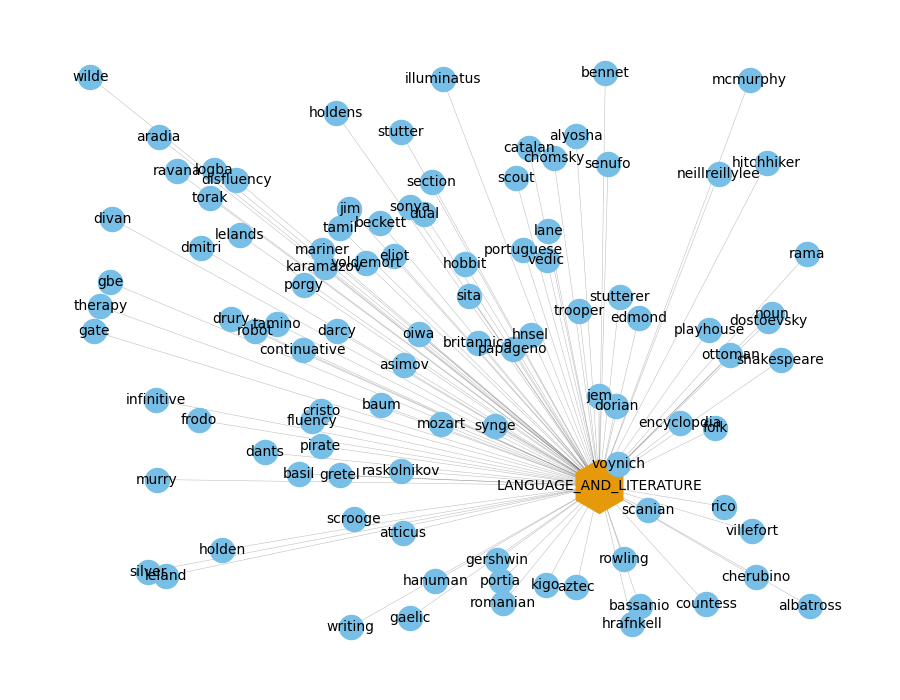 wilde
illuminatus
bennet
mcmurphy
holdens
stutter
aradia
alyosha
catalan
chomsky
senufo
hitchhiker
neillreillylee
ravana
logba
disfluency
scout
section
torak
jim
sonya
dual
divan
tamil
beckett
lelands
lane
dmitri
mariner
portuguese
rama
eliot
vedic
voldemort
karamazov
hobbit
gbe
porgy
sita
stutterer
therapy
trooper
edmond
noun
dostoevsky
drury
tamino
gate
robot
darcy
oiwa
playhouse
hnsel
britannica
papageno
continuative
ottoman
shakespeare
asimov
infinitive
jem
baum
dorian
cristo
frodo
fluency
mozart
synge
encyclopdia
folk
pirate
dants
voynich
basil
gretel
raskolnikov
murry
LANGUAGE_AND_LITERATURE
scanian
rico
scrooge
atticus
villefort
holden
gershwin
rowling
silver
leland
hanuman
portia
kigo
aztec
cherubino
romanian
bassanio
countess
albatross
gaelic
hrafnkell
writing